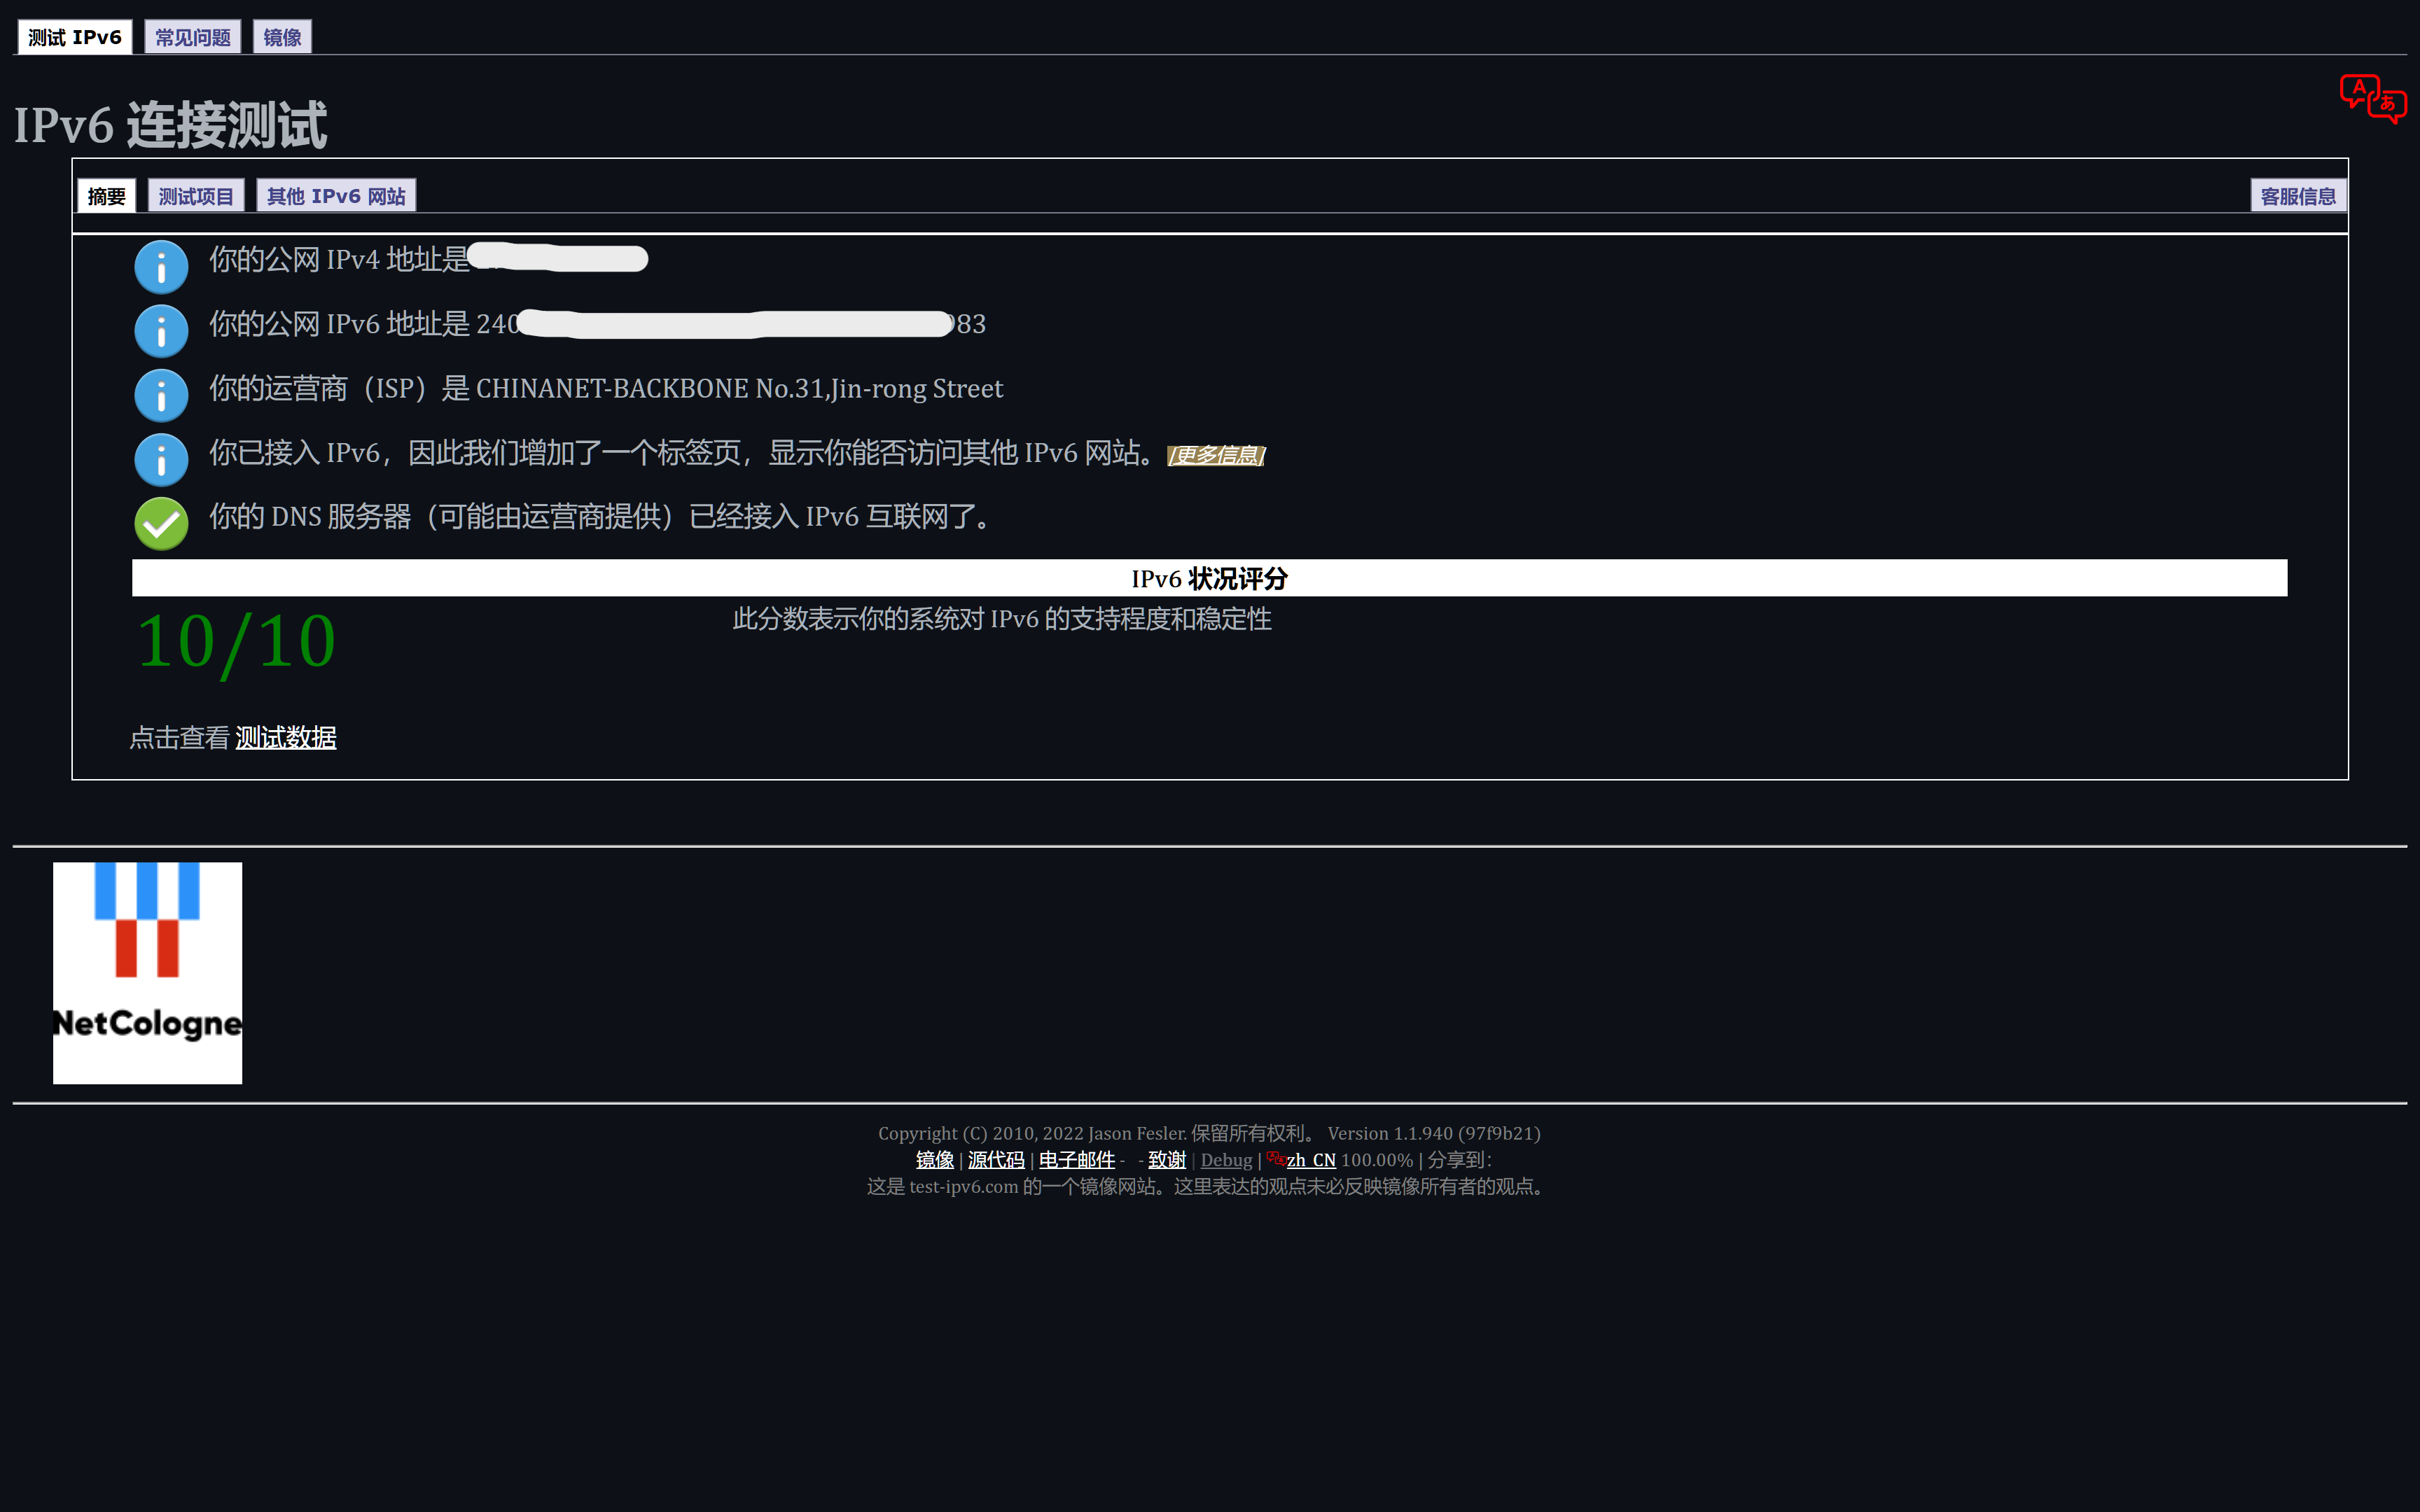 测试 IPv6 常见问题 镜像
IPv6 连接测试
摘要 测试项目 其他 IPv6 网站 客服信息
你的公网 IPv4 地址是
你的公网 IPv6 地址是 240 83
你的运营商（ISP）是 CHINANET-BACKBONE No.31,Jin-rong Street
你已接入 IPv6，因此我们增加了一个标签页，显示你能否访问其他 IPv6 网站。[更多信息]
你的 DNS 服务器（可能由运营商提供）已经接入 IPv6 互联网了。
IPv6 状况评分
10/10 此分数表示你的系统对 IPv6 的支持程度和稳定性
点击查看 测试数据
NetCologne
Copyright (C) 2010, 2022 Jason Fesler. 保留所有权利。 Version 1.1.940 (97f9b21)
镜像 | 源代码 | 电子邮件 - - 致谢 | Debug | zh_CN 100.00% | 分享到：
这是 test-ipv6.com 的一个镜像网站。这里表达的观点未必反映镜像所有者的观点。